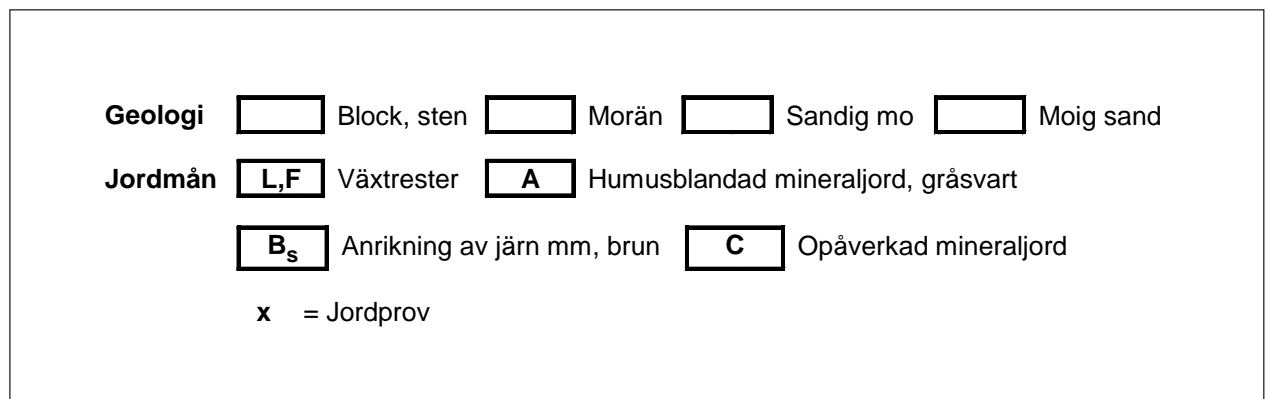 Geologi Block, sten Morän Sandig mo Moig sand
Jordmån L,F Växtrester A Humusblandad mineraljord, gråsvart
Bs Anrikning av järn mm, brun C Opåverkad mineraljord
x = Jordprov